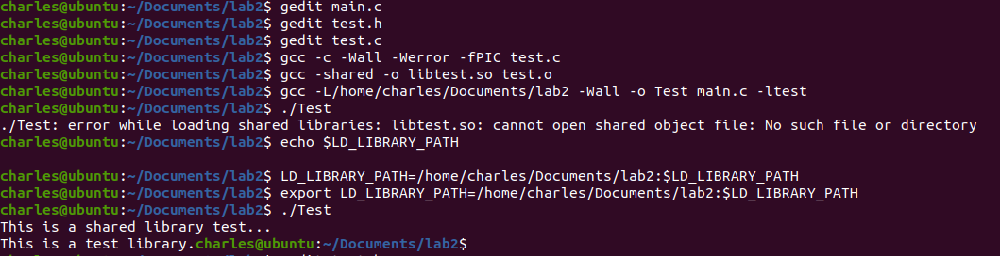 charles@ubuntu:~/Documents/lab2$ gedit main.c
charles@ubuntu:~/Documents/lab2$ gedit test.h
charles@ubuntu:~/Documents/lab2$ gedit test.c
charles@ubuntu:~/Documents/lab2$ gcc -c -Wall -Werror -fPIC test.c
charles@ubuntu:~/Documents/lab2$ gcc -shared -o libtest.so test.o
charles@ubuntu:~/Documents/lab2$ gcc -L/home/charles/Documents/lab2 -Wall -o Test main.c -ltest
charles@ubuntu:~/Documents/lab2$ ./Test
./Test: error while loading shared libraries: libtest.so: cannot open shared object file: No such file or directory
charles@ubuntu:~/Documents/lab2$ echo $LD_LIBRARY_PATH

charles@ubuntu:~/Documents/lab2$ LD_LIBRARY_PATH=/home/charles/Documents/lab2:$LD_LIBRARY_PATH
charles@ubuntu:~/Documents/lab2$ export LD_LIBRARY_PATH=/home/charles/Documents/lab2:$LD_LIBRARY_PATH
charles@ubuntu:~/Documents/lab2$ ./Test
This is a shared library test...
This is a test library.charles@ubuntu:~/Documents/lab2$